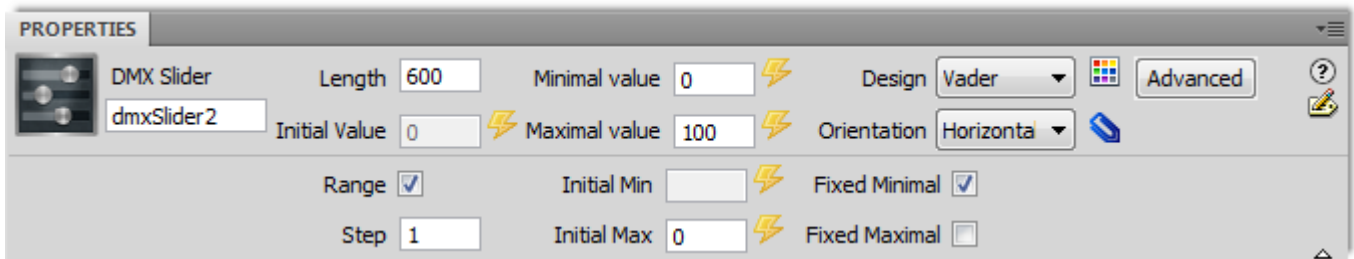 PROPERTIES
DMX Slider Length 600 Minimal value 0 Design Vader Advanced ?
dmxSlider2 Initial Value 0 Maximal value 100 Orientation Horizonta
Range Initial Min Fixed Minimal
Step 1 Initial Max 0 Fixed Maximal